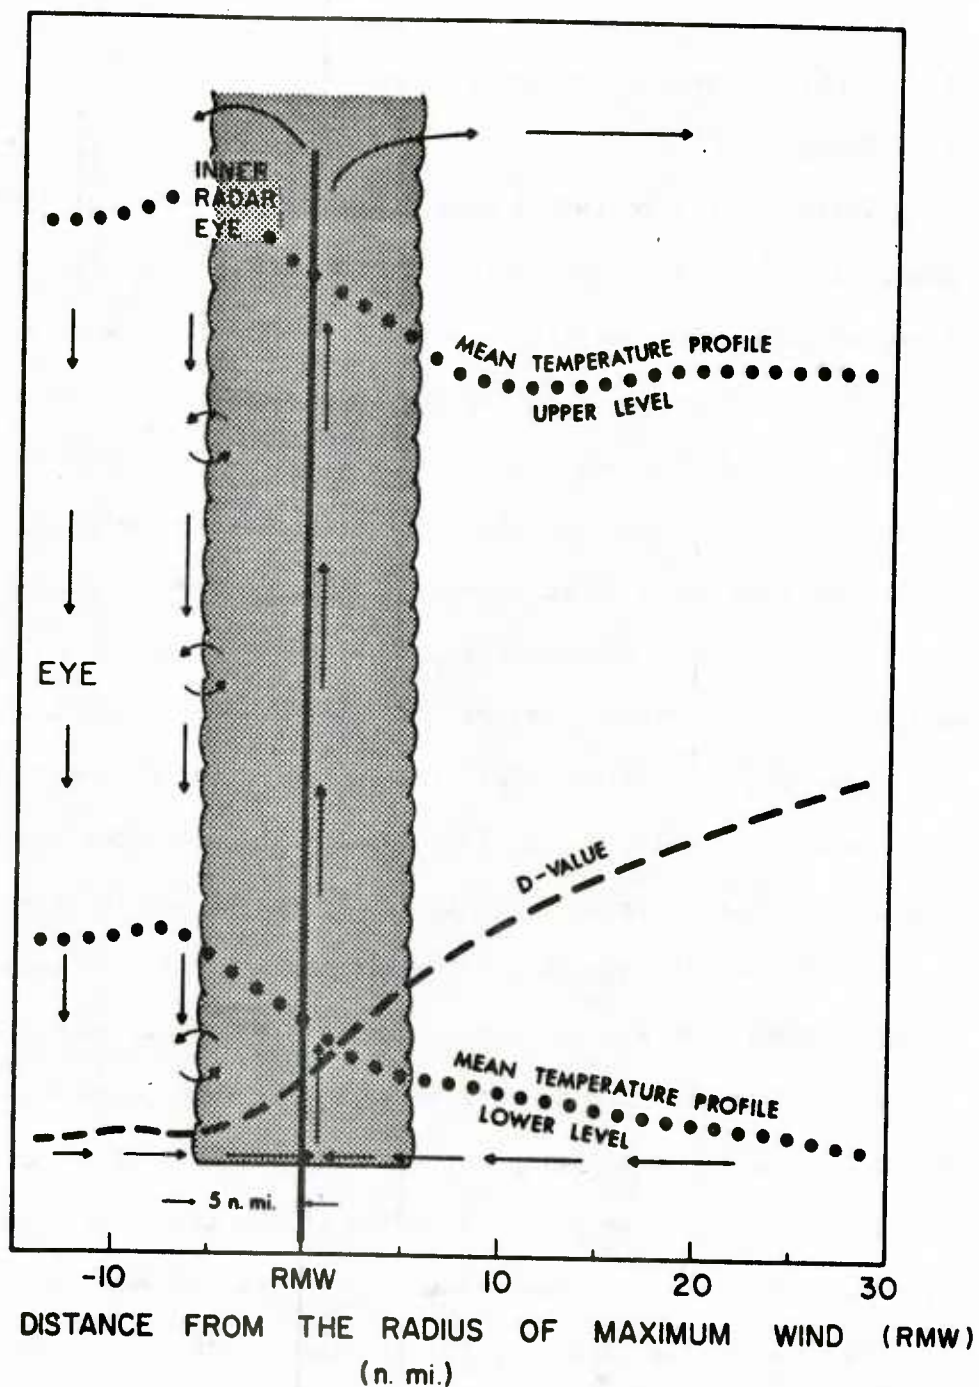 INNER
RADAR
EYE
MEAN TEMPERATURE PROFILE
UPPER LEVEL
EYE
D-VALUE
MEAN TEMPERATURE PROFILE
LOWER LEVEL
5 n. mi.
-10 RMW 10 20 30
DISTANCE FROM THE RADIUS OF MAXIMUM WIND (RMW)
(n. mi.)